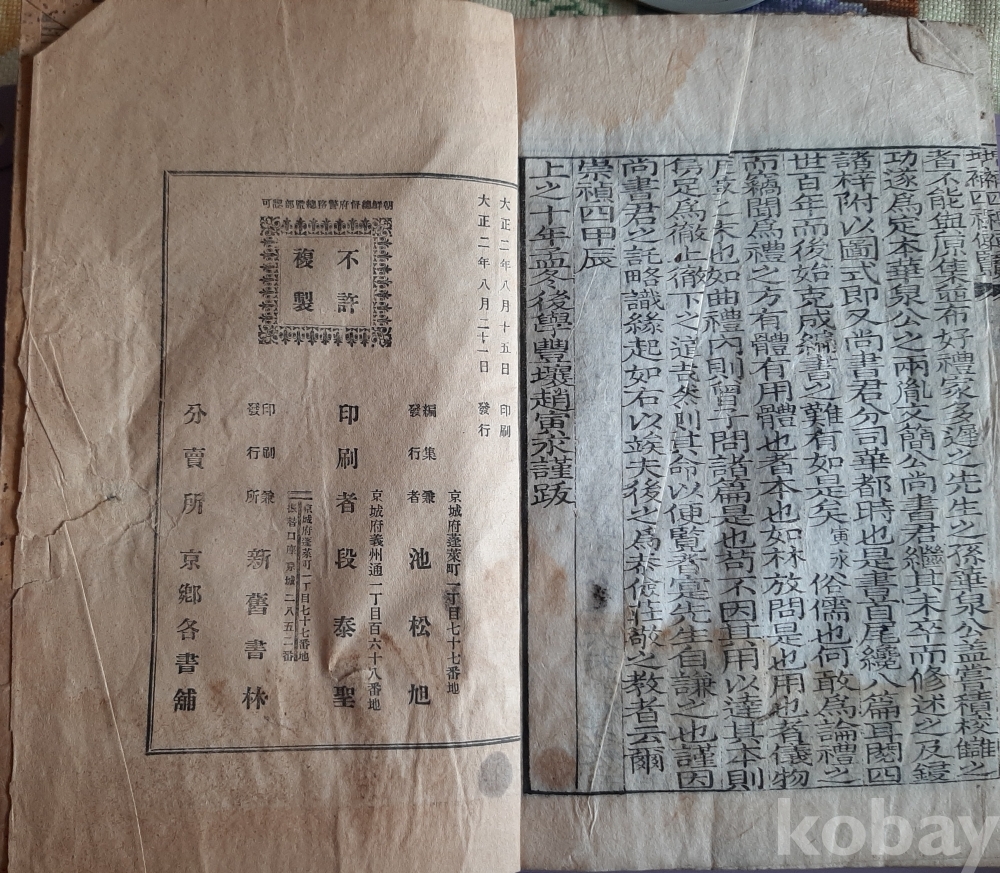 者不能與原集並布好禮家多遲之先生之孫華泉公盖嘗積校讎之
功遂爲定本華泉公之兩胤文簡公尚書君繼其未卒而修述之及鋟
諸梓附以圖式即又尚書君分司華都時也是書首尾纔八篇耳閱四
世百年而後始克成編書之難有如是矣寅永俗儒也何敢爲論禮之
而竊聞爲禮之方有體有用體也者本也如林放問是也用也者儀物
度數之末也如曲禮內則曾子問諸篇是也苟不因其用以達其本則
足爲徹上徹下之道哉然則其命以便覽者寔先生自謙之也謹因
尚書君之託略識緣起如右以竢夫後之爲恭儉莊敬之教者云爾
崇禎四甲辰
上之十年孟冬後學豐壤趙寅永謹跋
大正二年八月十五日 印刷
大正二年八月二十一日 發行
朝鮮總督府警務總監部認可
不許
複製
京城府蓬萊町一丁目七十七番地
編集兼發行者 池松旭
京城府義州通一丁目百六十八番地
印刷者 段泰聖
京城府蓬萊町一丁目七十七番地
振替口座京城二八五二番
印刷兼發行所 新舊書林
分賣所 京鄉各書舖
kobay